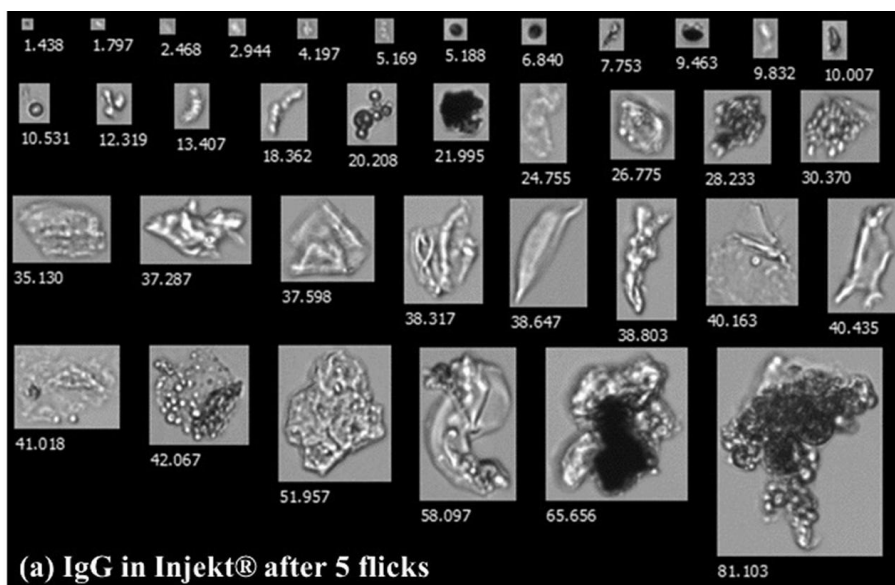 1.438 1.797 2.468 2.944 4.197 5.169 5.188 6.840 7.753 9.463 9.832 10.007
10.531 12.319 13.407 18.362 20.208 21.995 24.755 26.775 28.233 30.370
35.130 37.287 37.598 38.317 38.647 38.803 40.163 40.435
41.018 42.067 51.957 58.097 65.656 81.103
(a) IgG in Injekt® after 5 flicks